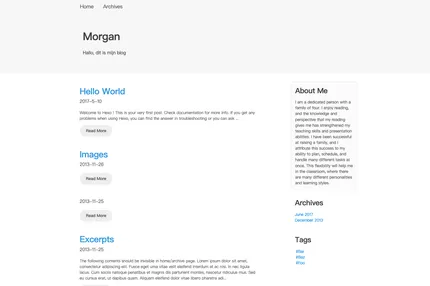 Home Archives
Morgan
Hallo, dit is mijn blog
Hello World
2017-5-10
Welcome to Hexo ! This is your very first post. Check documentation for more info. If you get any
problems when using Hexo, you can find the answer in troubleshooting or you can ask ...
Read More
Images
2013-11-26
Read More
2013-11-25
Read More
Excerpts
2013-11-25
The following contents should be invisible in home/archive page. Lorem ipsum dolor sit amet,
consectetur adipiscing elit. Fusce eget urna vitae velit eleifend interdum at ac nisi. In nec ligula
lacus. Cum sociis natoque penatibus et magnis dis parturient montes, nascetur ridiculus mus. Sed
eu cursus erat, ut dapibus quam. Aliquam eleifend dolor vitae libero pharetra adi...
About Me
I am a dedicated person with a
family of four. I enjoy reading,
and the knowledge and
perspective that my reading
gives me has strengthened my
teaching skills and presentation
abilities. I have been successful
at raising a family, and I
attribute this success to my
ability to plan, schedule, and
handle many different tasks at
once. This flexibility will help me
in the classroom, where there
are many different personalities
and learning styles.
Archives
June 2017
December 2013
Tags
#Bar
#Baz
#Foo